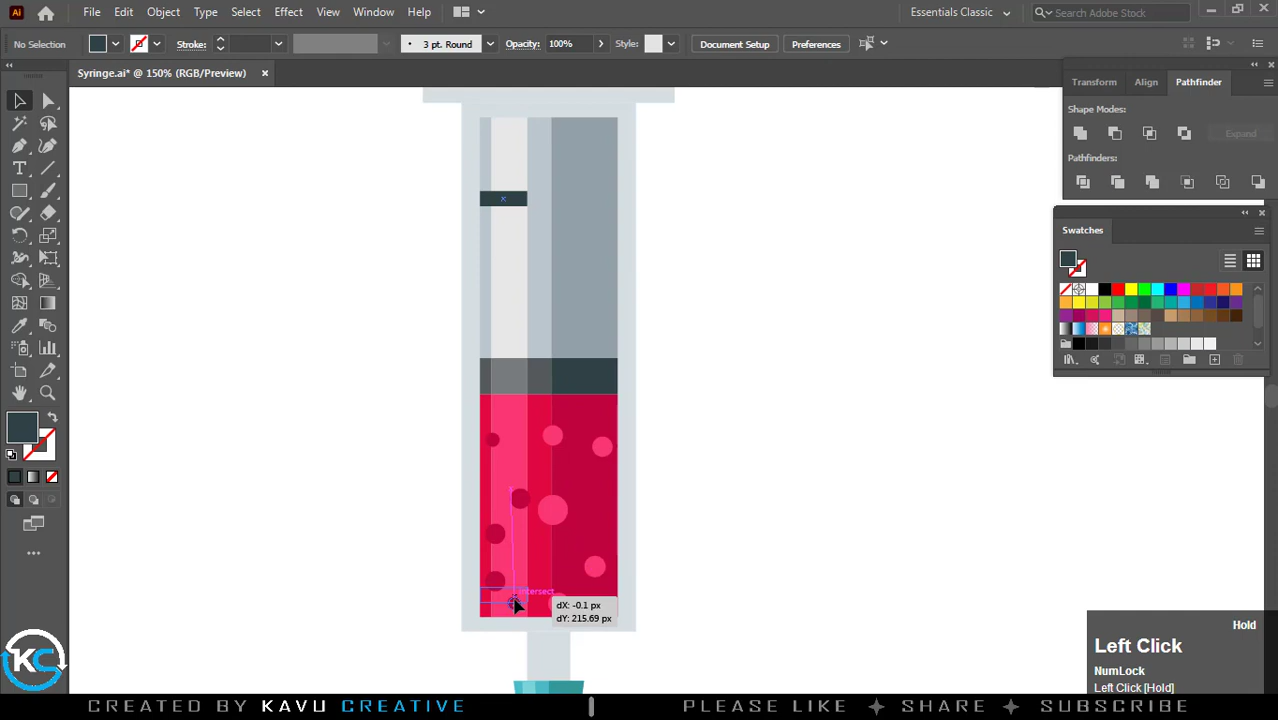 Ai File Edit Object Type Select Effect View Window Help Essentials Classic Search Adobe Stock
No Selection Stroke: 3 pt. Round Opacity: 100% Style: Document Setup Preferences
Syringe.ai* @ 150% (RGB/Preview)
Transform Align Pathfinder
Shape Modes:
Expand
Pathfinders:
Swatches
intersect
dX: -0.1 px
dY: 215.69 px
Hold
Left Click
NumLock
Left Click [Hold]
KC
CREATED BY KAVU CREATIVE PLEASE LIKE SHARE SUBSCRIBE